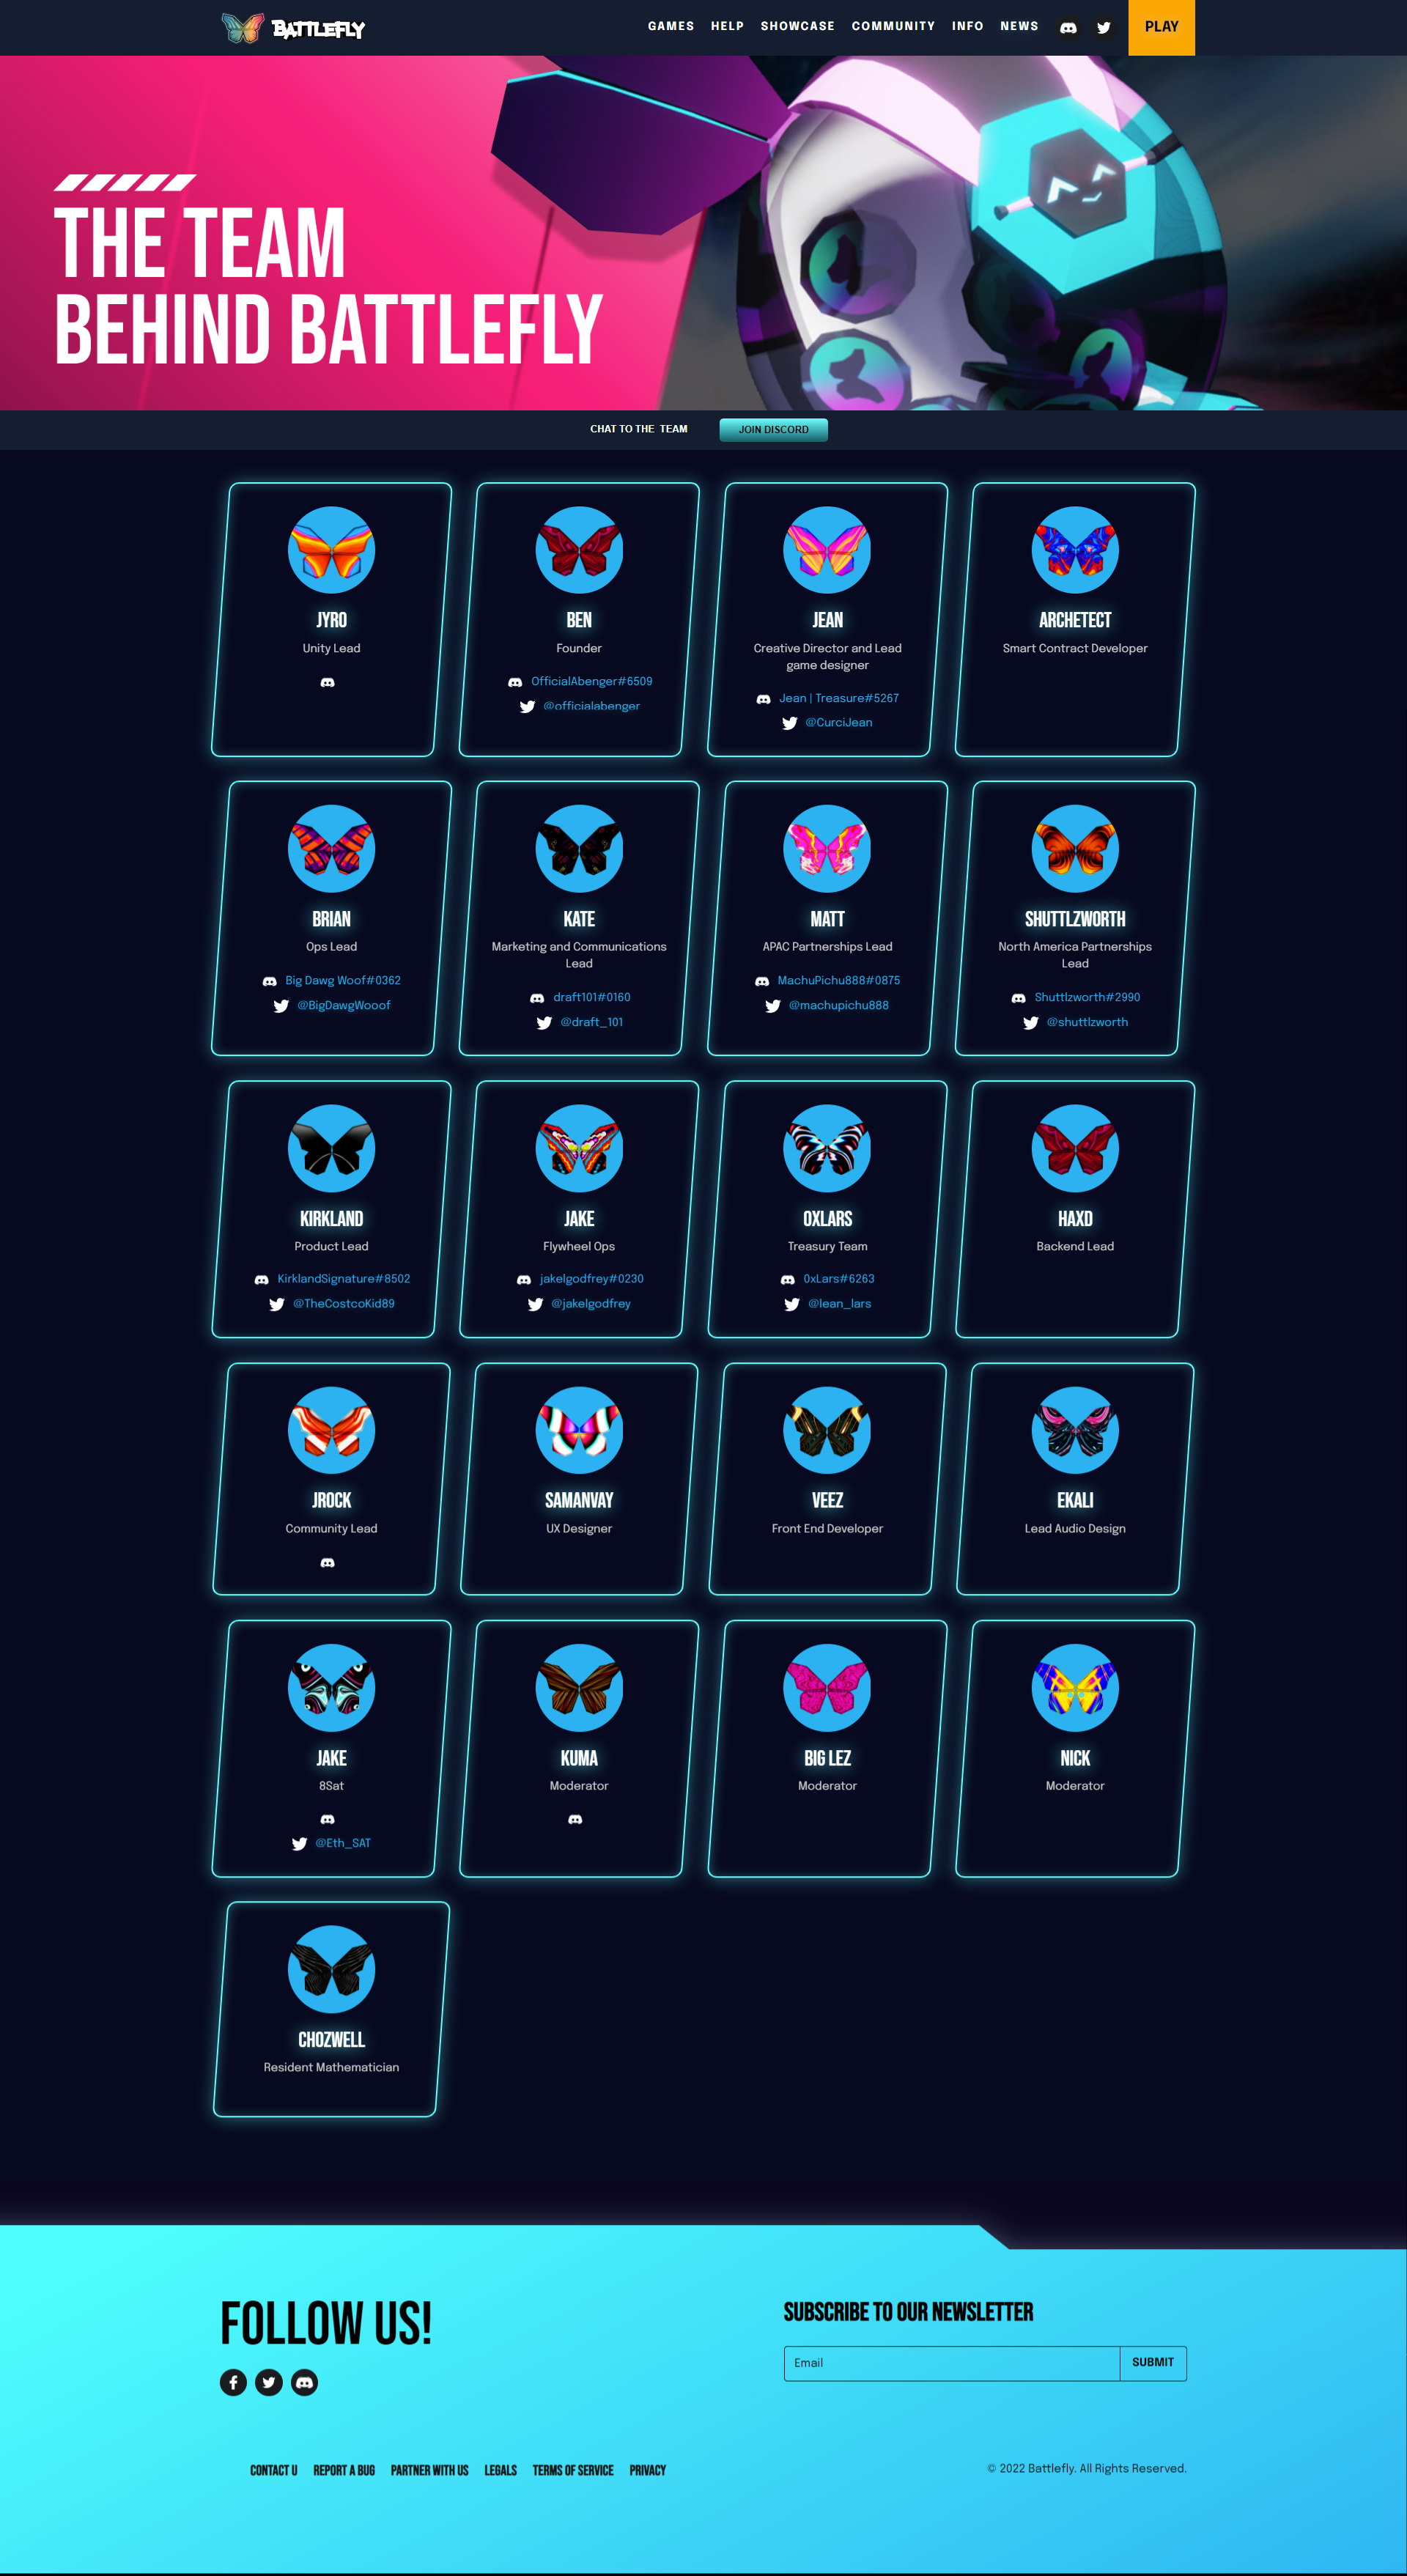 BATTLEFLY
GAMES HELP SHOWCASE COMMUNITY INFO NEWS PLAY
THE TEAM
BEHIND BATTLEFLY
CHAT TO THE TEAM JOIN DISCORD
JYRO
Unity Lead
BEN
Founder
OfficialAbenger#6509
@officialabenger
JEAN
Creative Director and Lead
game designer
Jean | Treasure#5267
@CurciJean
ARCHETECT
Smart Contract Developer
BRIAN
Ops Lead
Big Dawg Woof#0362
@BigDawgWooof
KATE
Marketing and Communications
Lead
draft101#0160
@draft_101
MATT
APAC Partnerships Lead
MachuPichu888#0875
@machupichu888
SHUTTLZWORTH
North America Partnerships
Lead
Shuttlzworth#2990
@shuttlzworth
KIRKLAND
Product Lead
KirklandSignature#8502
@TheCostcoKid89
JAKE
Flywheel Ops
jakelgodfrey#0230
@jakelgodfrey
OXLARS
Treasury Team
0xLars#6263
@lean_lars
HAXD
Backend Lead
JROCK
Community Lead
SAMANVAY
UX Designer
VEEZ
Front End Developer
EKALI
Lead Audio Design
JAKE
8Sat
@Eth_SAT
KUMA
Moderator
BIG LEZ
Moderator
NICK
Moderator
CHOZWELL
Resident Mathematician
FOLLOW US!
SUBSCRIBE TO OUR NEWSLETTER
Email SUBMIT
CONTACT U REPORT A BUG PARTNER WITH US LEGALS TERMS OF SERVICE PRIVACY
© 2022 Battlefly. All Rights Reserved.